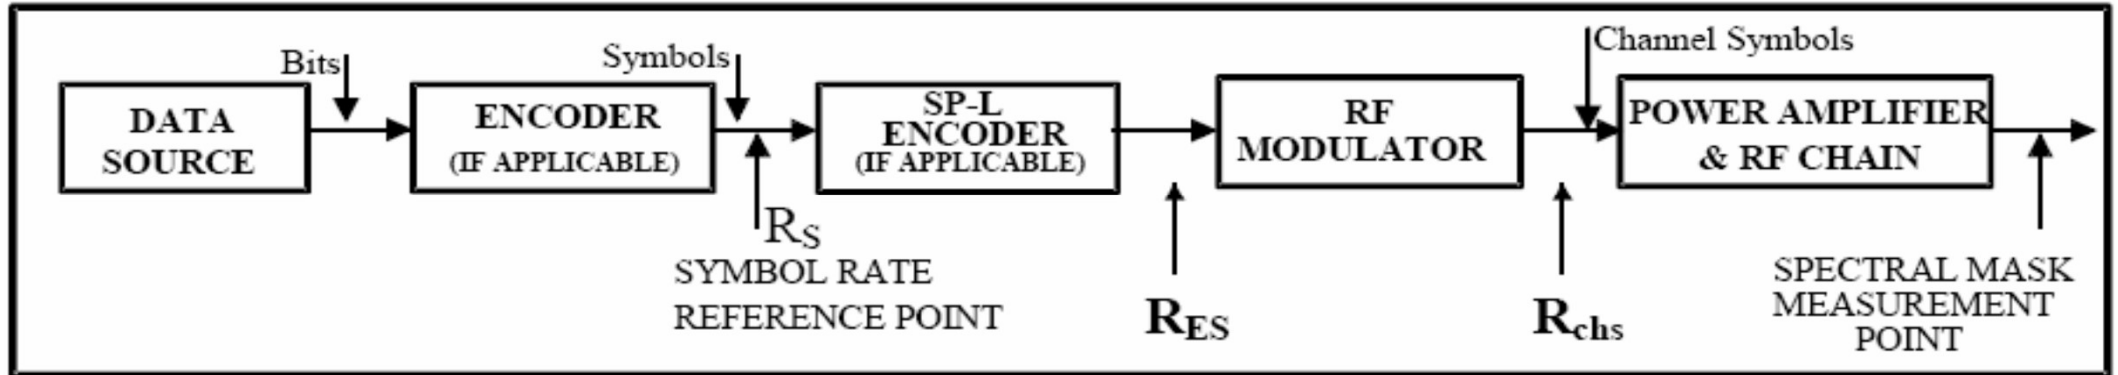 Bits
Symbols
Channel Symbols
DATA
SOURCE
ENCODER
(IF APPLICABLE)
SP-L
ENCODER
(IF APPLICABLE)
RF
MODULATOR
POWER AMPLIFIER
& RF CHAIN
RS
SYMBOL RATE
REFERENCE POINT
RES
Rchs
SPECTRAL MASK
MEASUREMENT
POINT